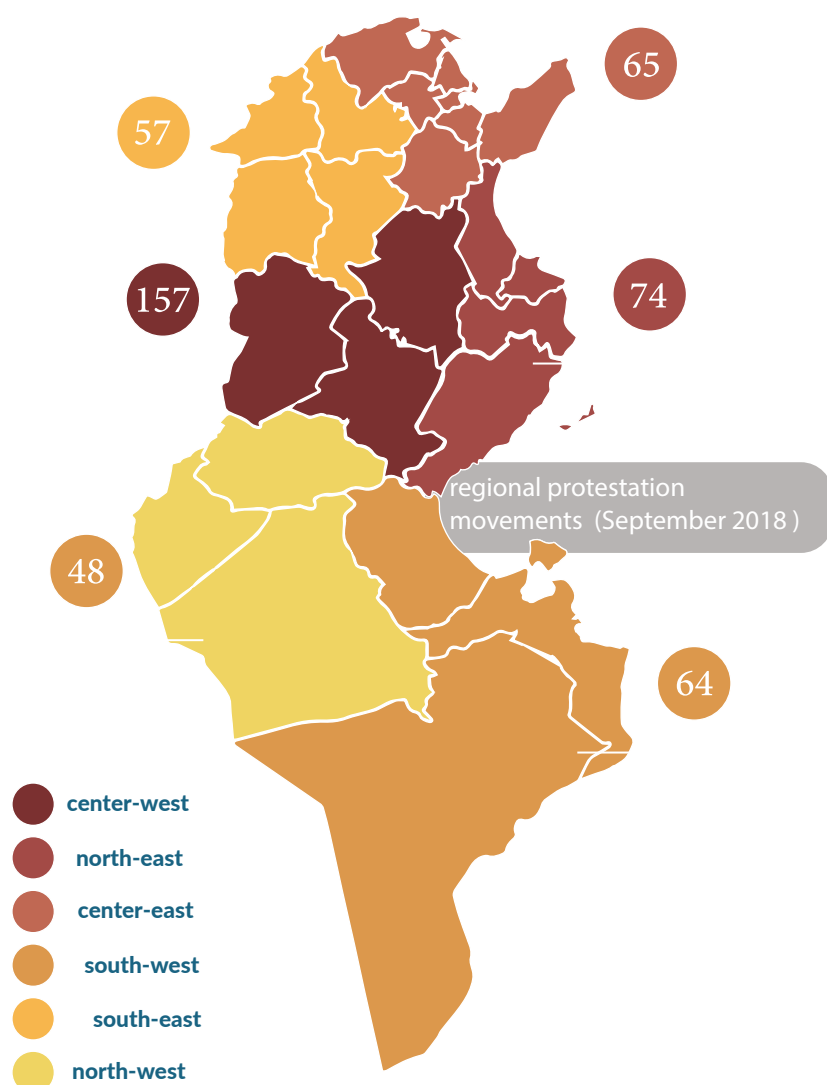 65
57
157
74
regional protestation
movements (September 2018 )
48
64
center-west
north-east
center-east
south-west
south-east
north-west